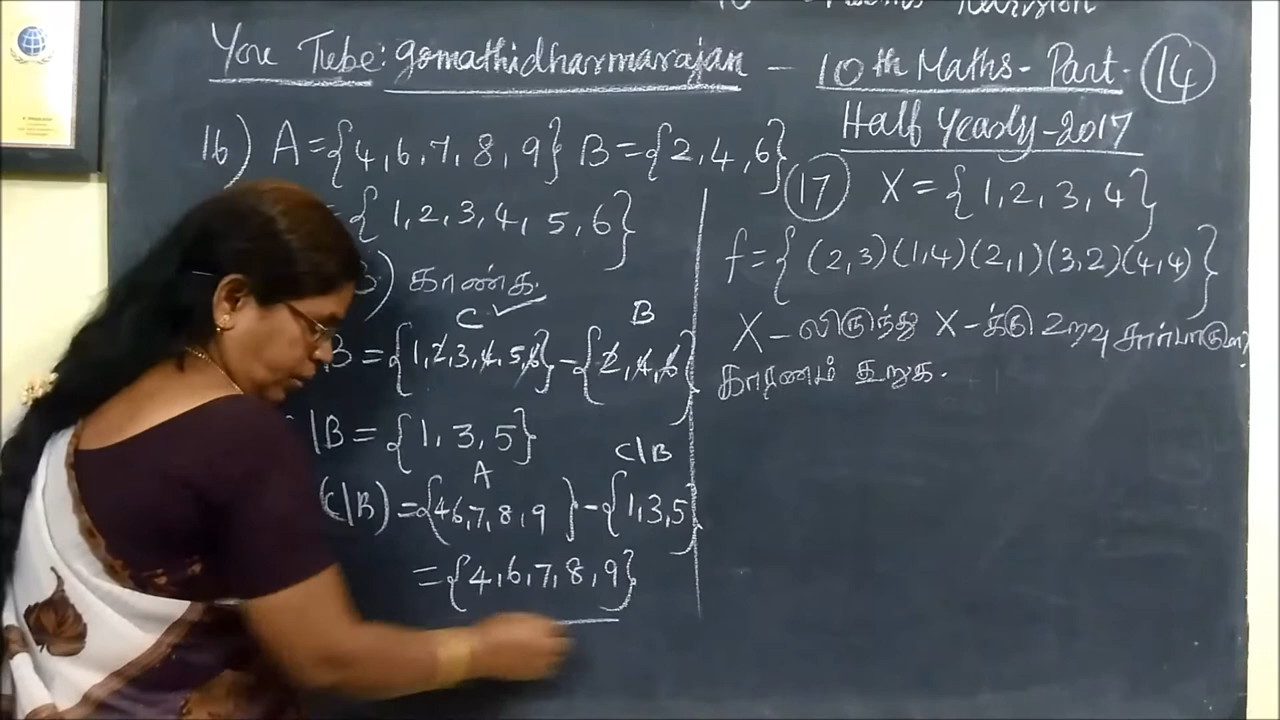 You Tube: gomathidharmarajan - 10th Maths - Part - 14
Half Yearly - 2017
16) A = {4, 6, 7, 8, 9} B = {2, 4, 6}
= { 1, 2, 3, 4, 5, 6 }
) காண்க.
C B
B = {1, 2, 3, 4, 5, 6} - {2, 4, 6}
\B = {1, 3, 5}
A C\B
(C\B) = {4 6, 7, 8, 9 } - {1, 3, 5}
= {4, 6, 7, 8, 9}
17 X = { 1, 2, 3, 4 }
f = { (2, 3) (1, 4) (2, 1) (3, 2) (4, 4) }
X - லிருந்து X - க்கு உறவு சார்பாகுமா?
காரணம் கூறுக.